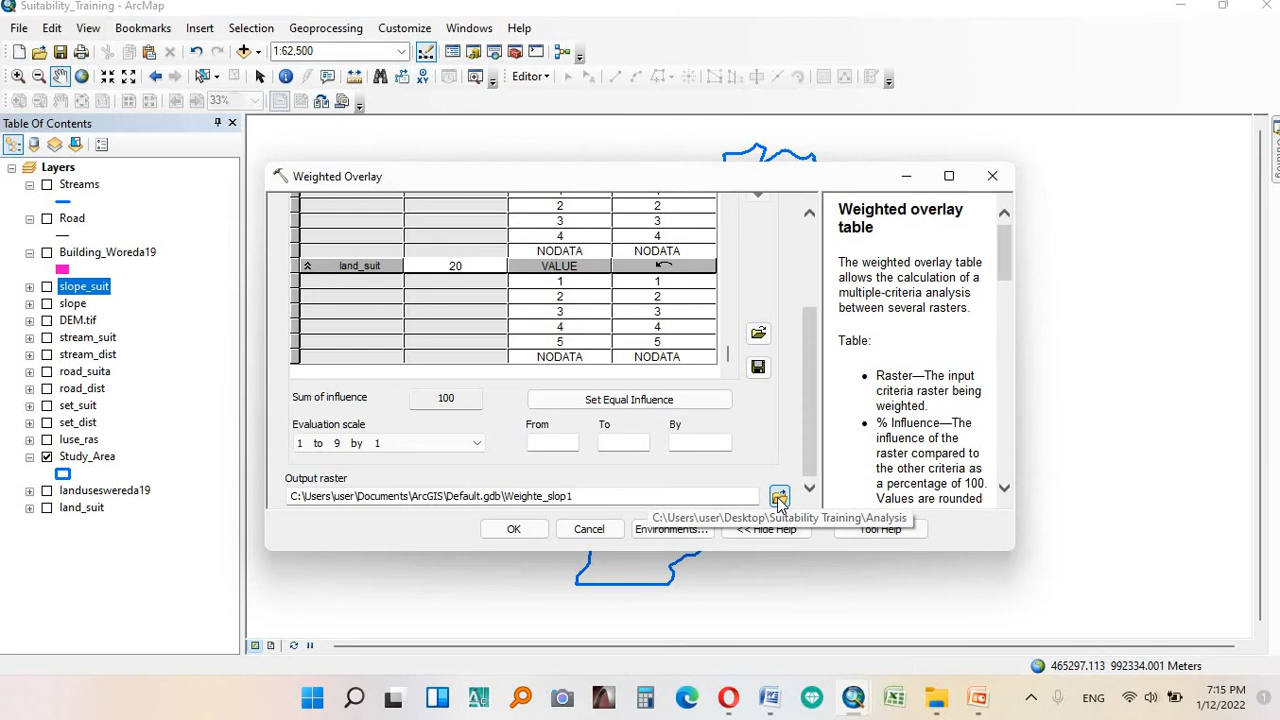 Suitability_Training - ArcMap
File Edit View Bookmarks Insert Selection Geoprocessing Customize Windows Help
1:62,500
Editor
33%
Table Of Contents
Layers
Streams
Road
Building_Woreda19
slope_suit
slope
DEM.tif
stream_suit
stream_dist
road_suita
road_dist
set_suit
set_dist
luse_ras
Study_Area
landuseswereda19
land_suit
Weighted Overlay
2 2
3 3
4 4
NODATA NODATA
land_suit 20 VALUE
1 1
2 2
3 3
4 4
5 5
NODATA NODATA
Sum of influence 100 Set Equal Influence
Evaluation scale From To By
1 to 9 by 1
Output raster
C:\Users\user\Documents\ArcGIS\Default.gdb\Weighte_slop1
C:\Users\user\Desktop\Suitability Training\Analysis
OK Cancel Environments... << Hide Help Tool Help
Weighted overlay
table
The weighted overlay
table allows the
calculation of a
multiple-criteria analysis
between several rasters.
Table:
Raster—The input
criteria raster being
weighted.
% Influence—The
influence of the
raster compared to
the other criteria as
a percentage of 100.
Values are rounded
465297.113 992334.001 Meters
ENG
7:15 PM
1/12/2022